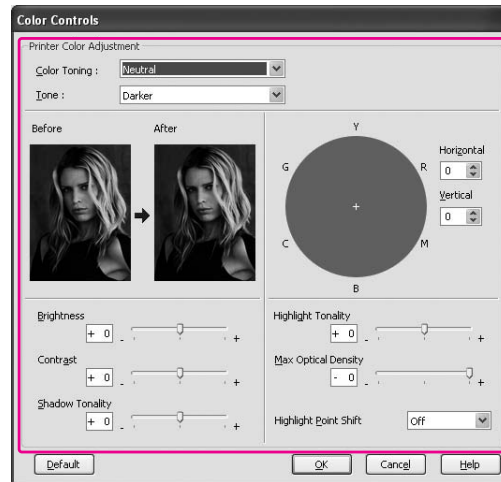 Color Controls
Printer Color Adjustment
Color Toning :
Neutral
Tone :
Darker
Before
After
Y
G
R
C
M
B
Horizontal
0
Vertical
0
Brightness
+ 0
- +
Contrast
+ 0
- +
Shadow Tonality
+ 0
- +
Highlight Tonality
+ 0
- +
Max Optical Density
- 0
- +
Highlight Point Shift
Off
Default
OK
Cancel
Help